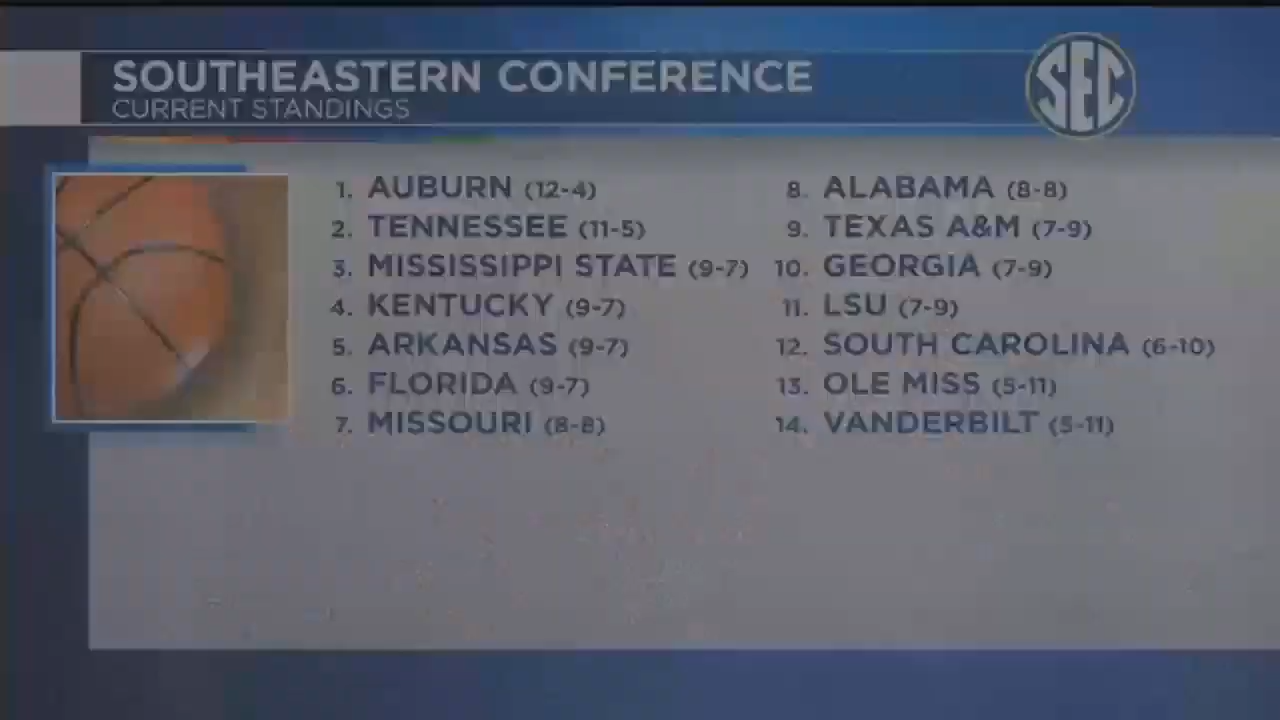 SOUTHEASTERN CONFERENCE
CURRENT STANDINGS
SEC
1. AUBURN (12-4)
2. TENNESSEE (11-5)
3. MISSISSIPPI STATE (9-7)
4. KENTUCKY (9-7)
5. ARKANSAS (9-7)
6. FLORIDA (9-7)
7. MISSOURI (8-8)
8. ALABAMA (8-8)
9. TEXAS A&M (7-9)
10. GEORGIA (7-9)
11. LSU (7-9)
12. SOUTH CAROLINA (6-10)
13. OLE MISS (5-11)
14. VANDERBILT (5-11)